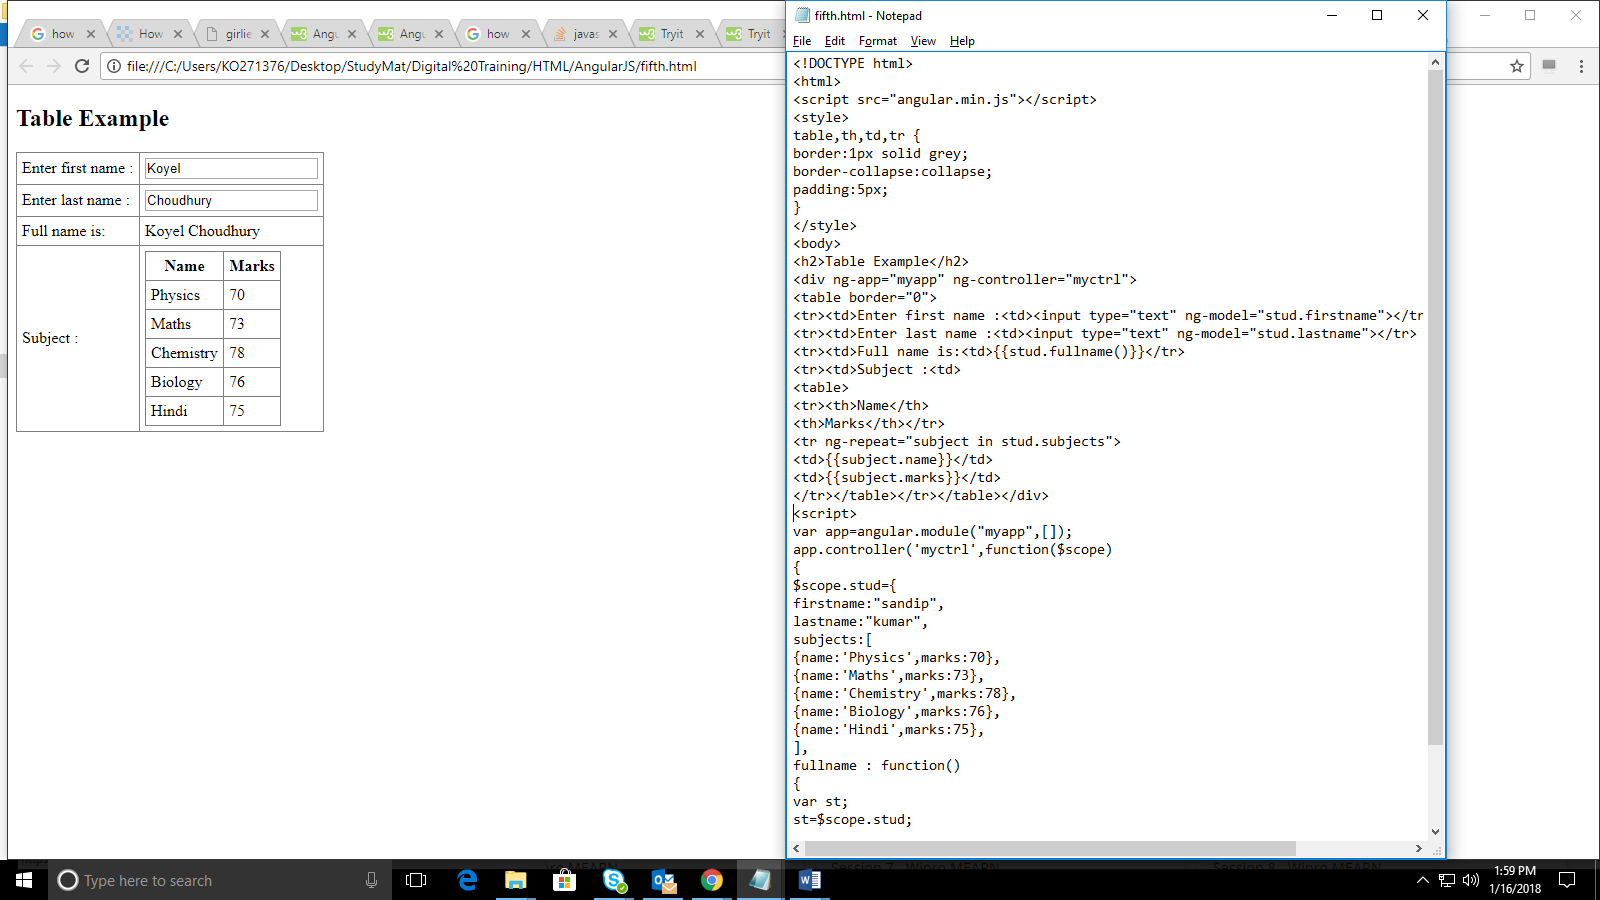 how
How
girlie
Angu
Angu
how
javas
Tryit
Tryit
file:///C:/Users/KO271376/Desktop/StudyMat/Digital%20Training/HTML/AngularJS/fifth.html
Table Example
Enter first name : Koyel
Enter last name : Choudhury
Full name is: Koyel Choudhury
Subject :
Name Marks
Physics 70
Maths 73
Chemistry 78
Biology 76
Hindi 75
fifth.html - Notepad
File Edit Format View Help
<!DOCTYPE html>
<html>
<script src="angular.min.js"></script>
<style>
table,th,td,tr {
border:1px solid grey;
border-collapse:collapse;
padding:5px;
}
</style>
<body>
<h2>Table Example</h2>
<div ng-app="myapp" ng-controller="myctrl">
<table border="0">
<tr><td>Enter first name :<td><input type="text" ng-model="stud.firstname"></tr
<tr><td>Enter last name :<td><input type="text" ng-model="stud.lastname"></tr>
<tr><td>Full name is:<td>{{stud.fullname()}}</tr>
<tr><td>Subject :<td>
<table>
<tr><th>Name</th>
<th>Marks</th></tr>
<tr ng-repeat="subject in stud.subjects">
<td>{{subject.name}}</td>
<td>{{subject.marks}}</td>
</tr></table></tr></table></div>
<script>
var app=angular.module("myapp",[]);
app.controller('myctrl',function($scope)
{
$scope.stud={
firstname:"sandip",
lastname:"kumar",
subjects:[
{name:'Physics',marks:70},
{name:'Maths',marks:73},
{name:'Chemistry',marks:78},
{name:'Biology',marks:76},
{name:'Hindi',marks:75},
],
fullname : function()
{
var st;
st=$scope.stud;
Type here to search
1:59 PM
1/16/2018